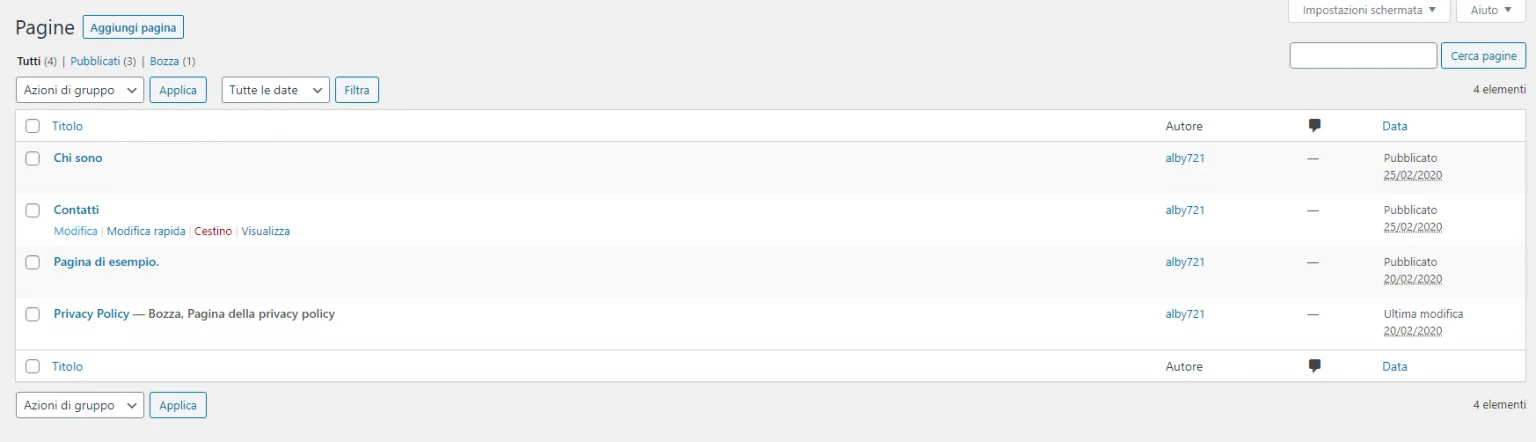 Impostazioni schermata ▼ Aiuto ▼
Pagine Aggiungi pagina
Tutti (4) | Pubblicati (3) | Bozza (1)
Cerca pagine
Azioni di gruppo Applica Tutte le date Filtra 4 elementi
Titolo Autore Data
Chi sono alby721 — Pubblicato
25/02/2020
Contatti alby721 — Pubblicato
Modifica | Modifica rapida | Cestino | Visualizza 25/02/2020
Pagina di esempio. alby721 — Pubblicato
20/02/2020
Privacy Policy — Bozza, Pagina della privacy policy alby721 — Ultima modifica
20/02/2020
Titolo Autore Data
Azioni di gruppo Applica 4 elementi